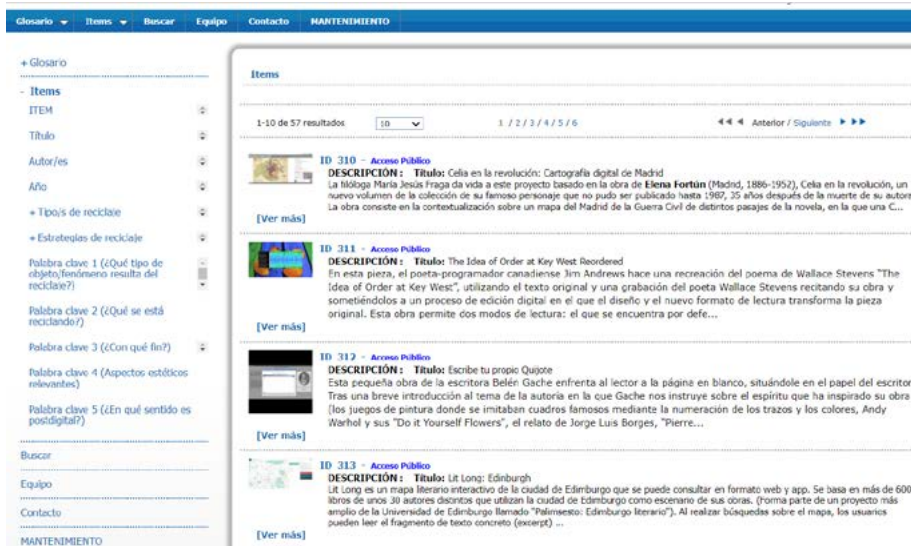 Glosario Items Buscar Equipo Contacto MANTENIMIENTO
+ Glosario
- Items
ITEM
Título
Autor/es
Año
+ Tipo/s de reciclaje
+ Estrategias de reciclaje
Palabra clave 1 (¿Qué tipo de
objeto/fenómeno resulta del
reciclaje?)
Palabra clave 2 (¿Qué se está
reciclando?)
Palabra clave 3 (¿Con qué fin?)
Palabra clave 4 (Aspectos estéticos
relevantes)
Palabra clave 5 (¿En qué sentido es
postdigital?)
Buscar
Equipo
Contacto
MANTENIMIENTO
Items
1-10 de 57 resultados 10 1 / 2 / 3 / 4 / 5 / 6 Anterior / Siguiente
ID 310 - Acceso Público
DESCRIPCIÓN : Título: Celia en la revolución: Cartografía digital de Madrid
La filóloga María Jesús Fraga da vida a este proyecto basado en la obra de Elena Fortún (Madrid, 1886-1952), Celia en la revolución, un
nuevo volumen de la colección de su famoso personaje que no pudo ser publicado hasta 1987, 35 años después de la muerte de su autora
La obra consiste en la contextualización sobre un mapa del Madrid de la Guerra Civil de distintos pasajes de la novela, en la que una C...
[Ver más]
ID 311 - Acceso Público
DESCRIPCIÓN : Título: The Idea of Order at Key West Reordered
En esta pieza, el poeta-programador canadiense Jim Andrews hace una recreación del poema de Wallace Stevens "The
Idea of Order at Key West", utilizando el texto original y una grabación del poeta Wallace Stevens recitando su obra y
sometiéndolos a un proceso de edición digital en el que el diseño y el nuevo formato de lectura transforma la pieza
original. Esta obra permite dos modos de lectura: el que se encuentra por defe...
[Ver más]
ID 312 - Acceso Público
DESCRIPCIÓN : Título: Escribe tu propio Quijote
Esta pequeña obra de la escritora Belén Gache enfrenta al lector a la página en blanco, situándole en el papel del escritor
Tras una breve introducción al tema de la autoría en la que Gache nos instruye sobre el espíritu que ha inspirado su obra
(los juegos de pintura donde se imitaban cuadros famosos mediante la numeración de los trazos y los colores, Andy
Warhol y sus "Do it Yourself Flowers", el relato de Jorge Luis Borges, "Pierre...
[Ver más]
ID 313 - Acceso Público
DESCRIPCIÓN : Título: Lit Long: Edinburgh
Lit Long es un mapa literario interactivo de la ciudad de Edimburgo que se puede consultar en formato web y app. Se basa en más de 600
libros de unos 30 autores distintos que utilizan la ciudad de Edimburgo como escenario de sus obras. (Forma parte de un proyecto más
amplio de la Universidad de Edimburgo llamado "Palimsesto: Edimburgo literario"). Al realizar búsquedas sobre el mapa, los usuarios
pueden leer el fragmento de texto concreto (excerpt) ...
[Ver más]